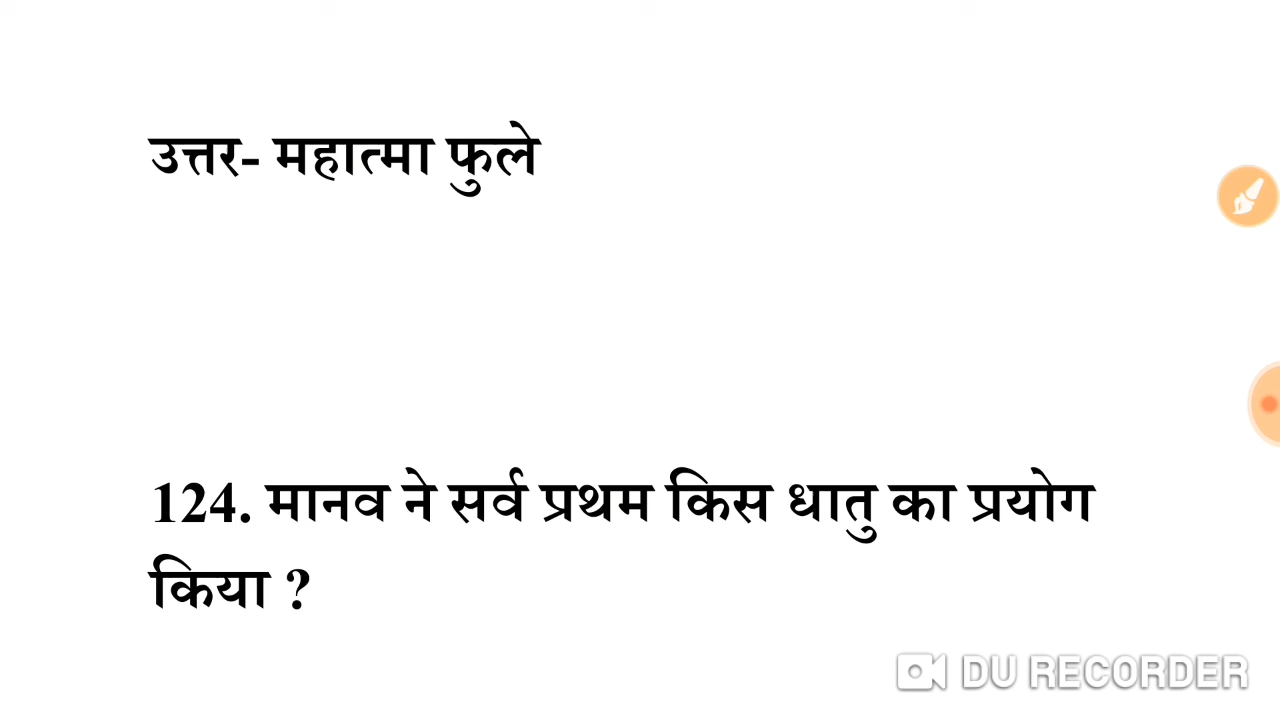 उत्तर- महात्मा फुले
124. मानव ने सर्व प्रथम किस धातु का प्रयोग
किया ?
DU RECORDER